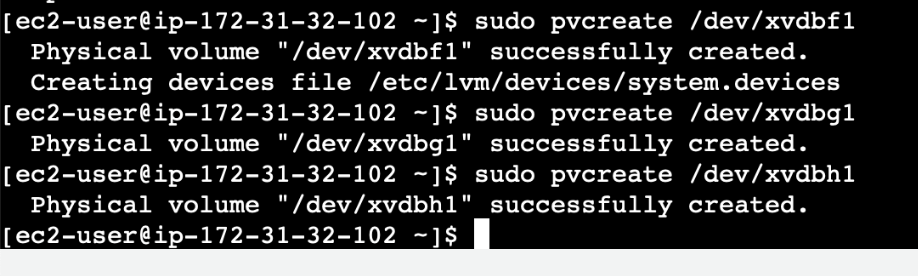 [ec2-user@ip-172-31-32-102 ~]$ sudo pvcreate /dev/xvdbf1
  Physical volume "/dev/xvdbf1" successfully created.
  Creating devices file /etc/lvm/devices/system.devices
[ec2-user@ip-172-31-32-102 ~]$ sudo pvcreate /dev/xvdbg1
  Physical volume "/dev/xvdbg1" successfully created.
[ec2-user@ip-172-31-32-102 ~]$ sudo pvcreate /dev/xvdbh1
  Physical volume "/dev/xvdbh1" successfully created.
[ec2-user@ip-172-31-32-102 ~]$